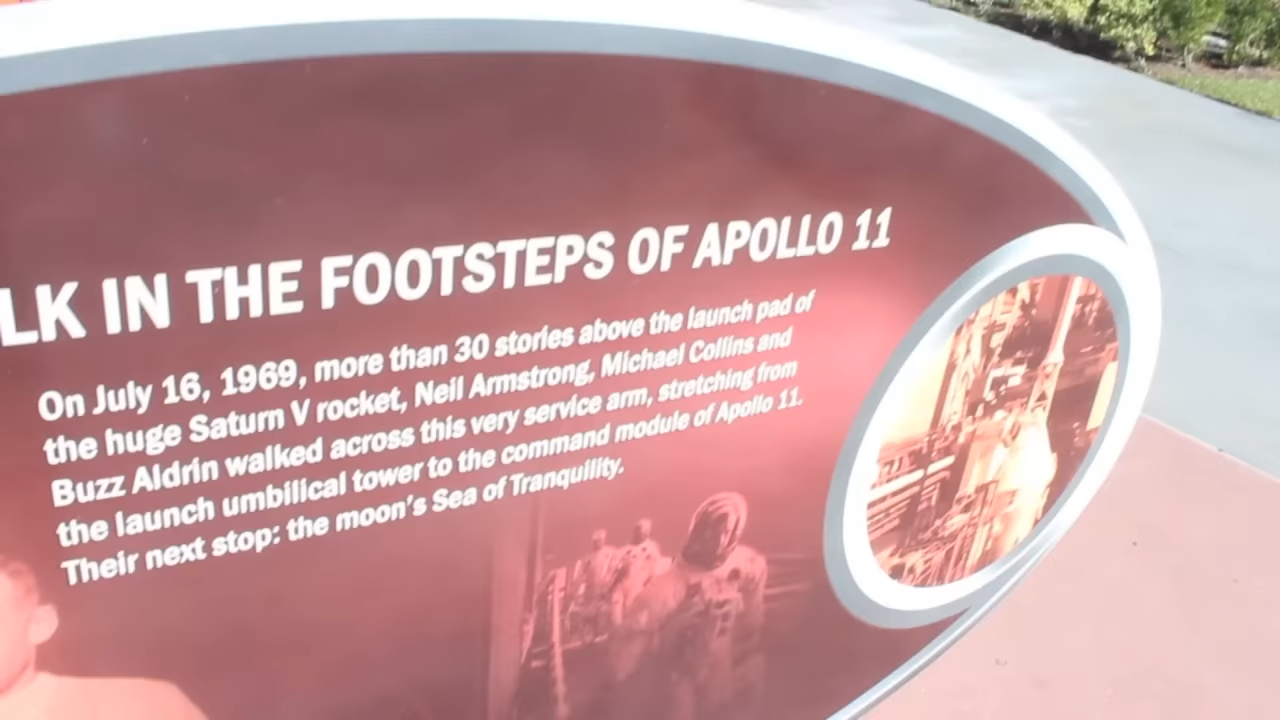 LK IN THE FOOTSTEPS OF APOLLO 11
On July 16, 1969, more than 30 stories above the launch pad of
the huge Saturn V rocket, Neil Armstrong, Michael Collins and
Buzz Aldrin walked across this very service arm, stretching from
the launch umbilical tower to the command module of Apollo 11.
Their next stop: the moon's Sea of Tranquility.